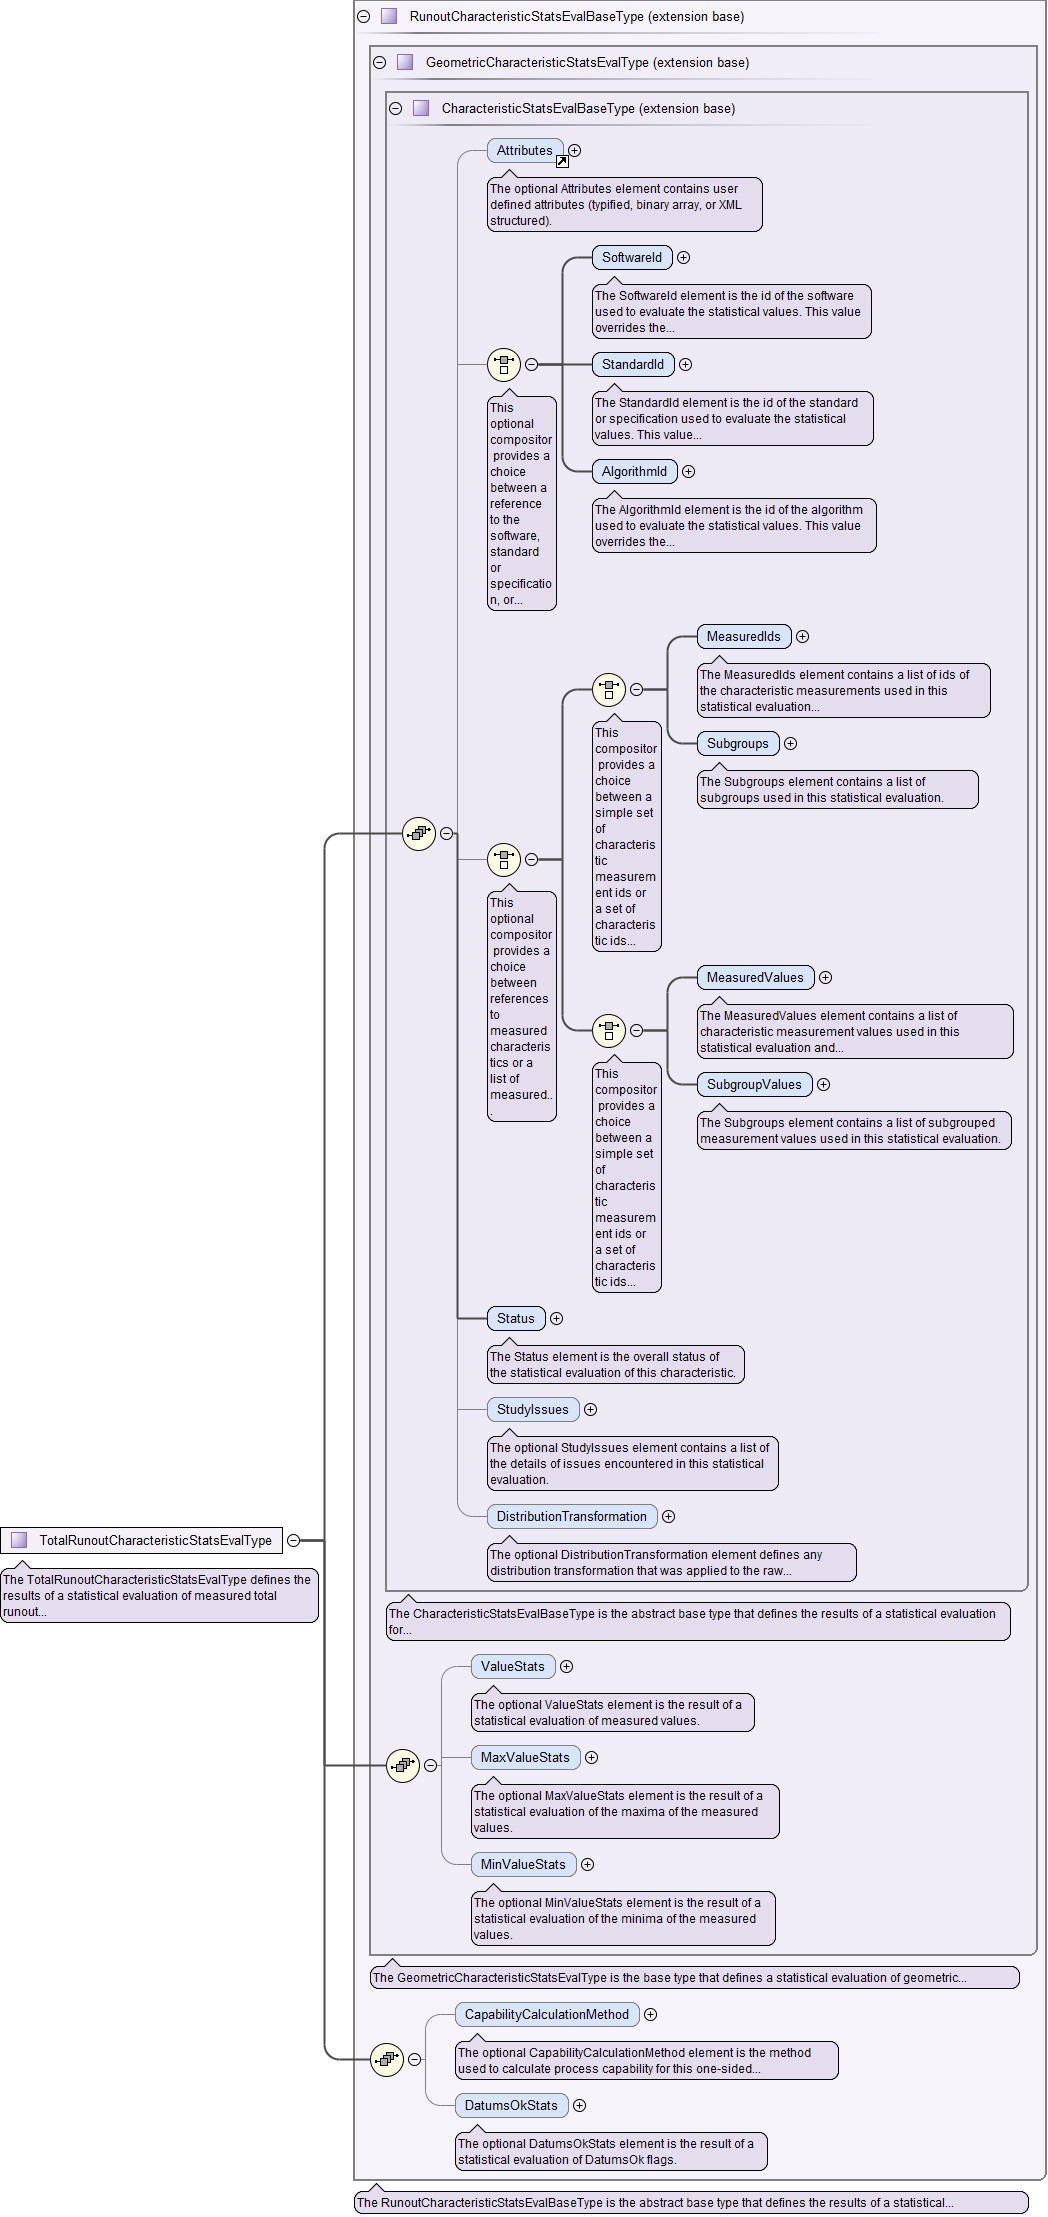 RunoutCharacteristicStatsEvalBaseType (extension base)
GeometricCharacteristicStatsEvalType (extension base)
CharacteristicStatsEvalBaseType (extension base)
Attributes
The optional Attributes element contains user
defined attributes (typified, binary array, or XML
structured).
SoftwareId
The SoftwareId element is the id of the software
used to evaluate the statistical values. This value
overrides the...
StandardId
The StandardId element is the id of the standard
or specification used to evaluate the statistical
values. This value...
AlgorithmId
The AlgorithmId element is the id of the algorithm
used to evaluate the statistical values. This value
overrides the...
This
optional
compositor
provides a
choice
between a
reference
to the
software,
standard
or
specificatio
n, or...
MeasuredIds
The MeasuredIds element contains a list of ids of
the characteristic measurements used in this
statistical evaluation...
Subgroups
The Subgroups element contains a list of
subgroups used in this statistical evaluation.
This
compositor
provides a
choice
between a
simple set
of
characteris
tic
measurem
ent ids or
a set of
characteris
tic ids...
This
optional
compositor
provides a
choice
between
references
to
measured
characteris
tics or a
list of
measured..
.
MeasuredValues
The MeasuredValues element contains a list of
characteristic measurement values used in this
statistical evaluation and...
SubgroupValues
The Subgroups element contains a list of subgrouped
measurement values used in this statistical evaluation.
This
compositor
provides a
choice
between a
simple set
of
characteris
tic
measurem
ent ids or
a set of
characteris
tic ids...
Status
The Status element is the overall status of
the statistical evaluation of this characteristic.
StudyIssues
The optional StudyIssues element contains a list of
the details of issues encountered in this statistical
evaluation.
DistributionTransformation
The optional DistributionTransformation element defines any
distribution transformation that was applied to the raw...
TotalRunoutCharacteristicStatsEvalType
The TotalRunoutCharacteristicStatsEvalType defines the
results of a statistical evaluation of measured total
runout...
The CharacteristicStatsEvalBaseType is the abstract base type that defines the results of a statistical evaluation
for...
ValueStats
The optional ValueStats element is the result of a
statistical evaluation of measured values.
MaxValueStats
The optional MaxValueStats element is the result of a
statistical evaluation of the maxima of the measured
values.
MinValueStats
The optional MinValueStats element is the result of a
statistical evaluation of the minima of the measured
values.
The GeometricCharacteristicStatsEvalType is the base type that defines a statistical evaluation of geometric...
CapabilityCalculationMethod
The optional CapabilityCalculationMethod element is the method
used to calculate process capability for this one-sided...
DatumsOkStats
The optional DatumsOkStats element is the result of a
statistical evaluation of DatumsOk flags.
The RunoutCharacteristicStatsEvalBaseType is the abstract base type that defines the results of a statistical...